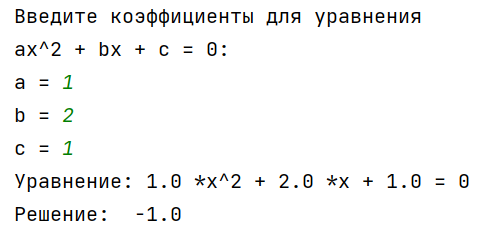 Введите коэффициенты для уравнения
ax^2 + bx + c = 0:
a = 1
b = 2
c = 1
Уравнение: 1.0 *x^2 + 2.0 *x + 1.0 = 0
Решение:  -1.0